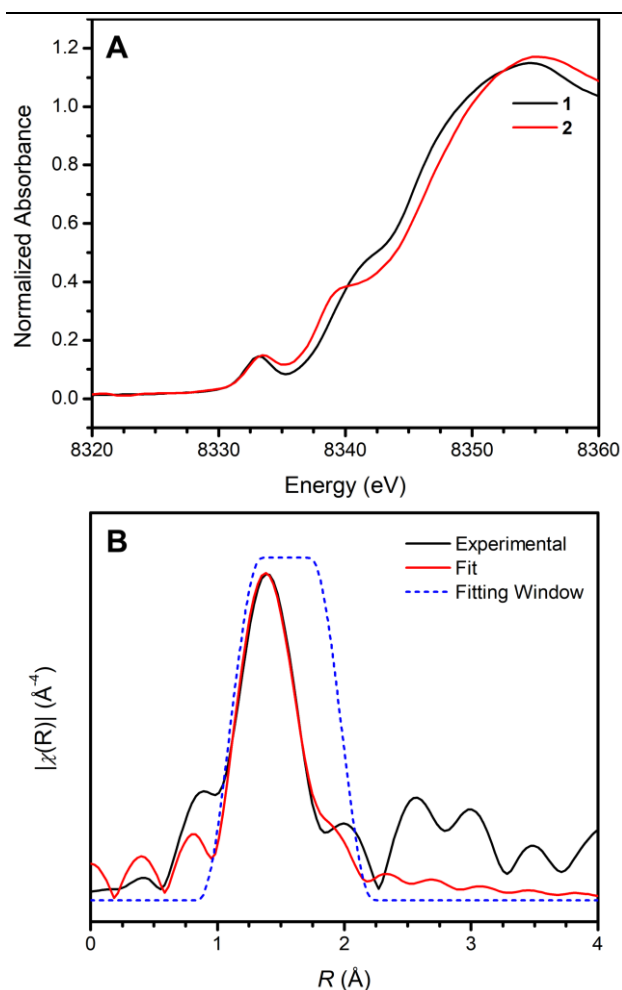 A
1.2
1.0
0.8
0.6
0.4
0.2
0.0
Normalized Absorbance
1
2
8320
8330
8340
8350
8360
Energy (eV)
B
Experimental
Fit
Fitting Window
|χ(R)| (Å⁻⁴)
0
1
2
3
4
R (Å)